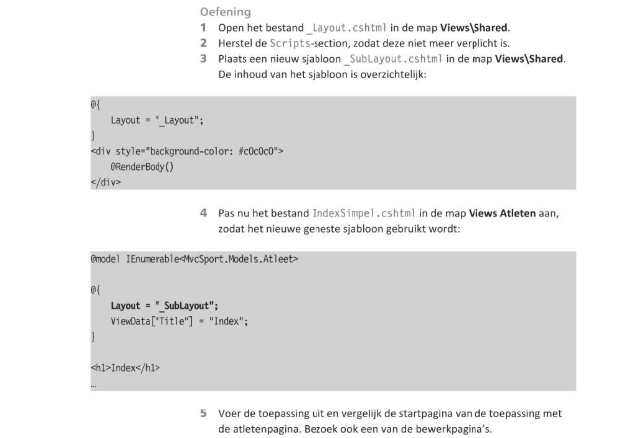 Oefening
1 Open het bestand _Layout.cshtml in de map Views\Shared.
2 Herstel de Scripts-section, zodat deze niet meer verplicht is.
3 Plaats een nieuw sjabloon _SubLayout.cshtml in de map Views\Shared.
De inhoud van het sjabloon is overzichtelijk:
@{
Layout = "_Layout";
}
<div style="background-color: #c0c0c0">
@RenderBody()
</div>
4 Pas nu het bestand IndexSimpel.cshtml in de map Views Atleten aan,
zodat het nieuwe geneste sjabloon gebruikt wordt:
@model IEnumerable<MvcSport.Models.Atleet>
@{
Layout = "_SubLayout";
ViewData["Title"] = "Index";
}
<h1>Index</h1>
…
5 Voer de toepassing uit en vergelijk de startpagina van de toepassing met
de atletenpagina. Bezoek ook een van de bewerkpagina's.